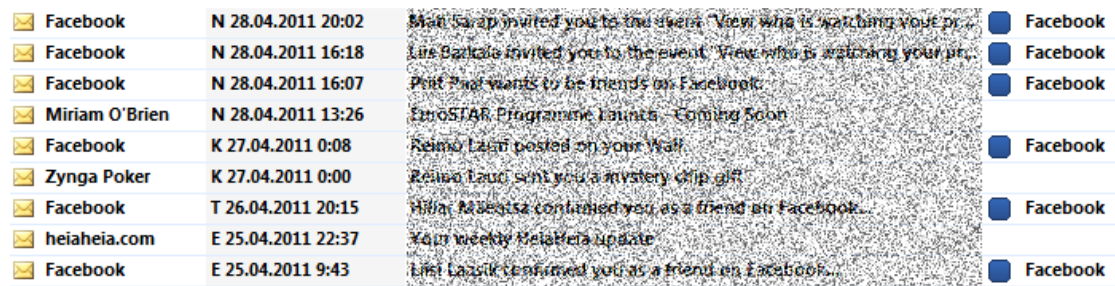 Facebook N 28.04.2011 20:02 invited you to the event "View who is watching your pr... Facebook
Facebook N 28.04.2011 16:18 invited you to the event "View who is watching your pr... Facebook
Facebook N 28.04.2011 16:07 wants to be friends on Facebook. Facebook
Miriam O'Brien N 28.04.2011 13:26 EuroSTAR Programme Launch - Coming Soon
Facebook K 27.04.2011 0:08 Reimo Lauri posted on your Wall. Facebook
Zynga Poker K 27.04.2011 0:00 Reimo Lauri sent you a mystery chip gift
Facebook T 26.04.2011 20:15 confirmed you as a friend on Facebook... Facebook
heiaheia.com E 25.04.2011 22:37 Your weekly HeiaHeia update
Facebook E 25.04.2011 9:43 confirmed you as a friend on Facebook... Facebook